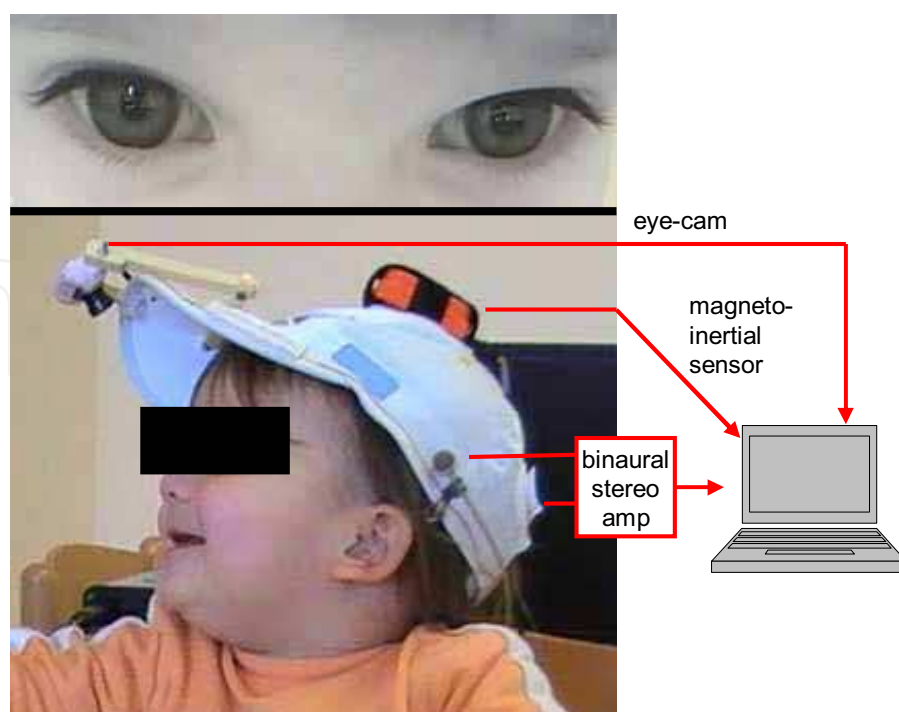 eye-cam
magneto-
inertial
sensor
binaural
stereo
amp